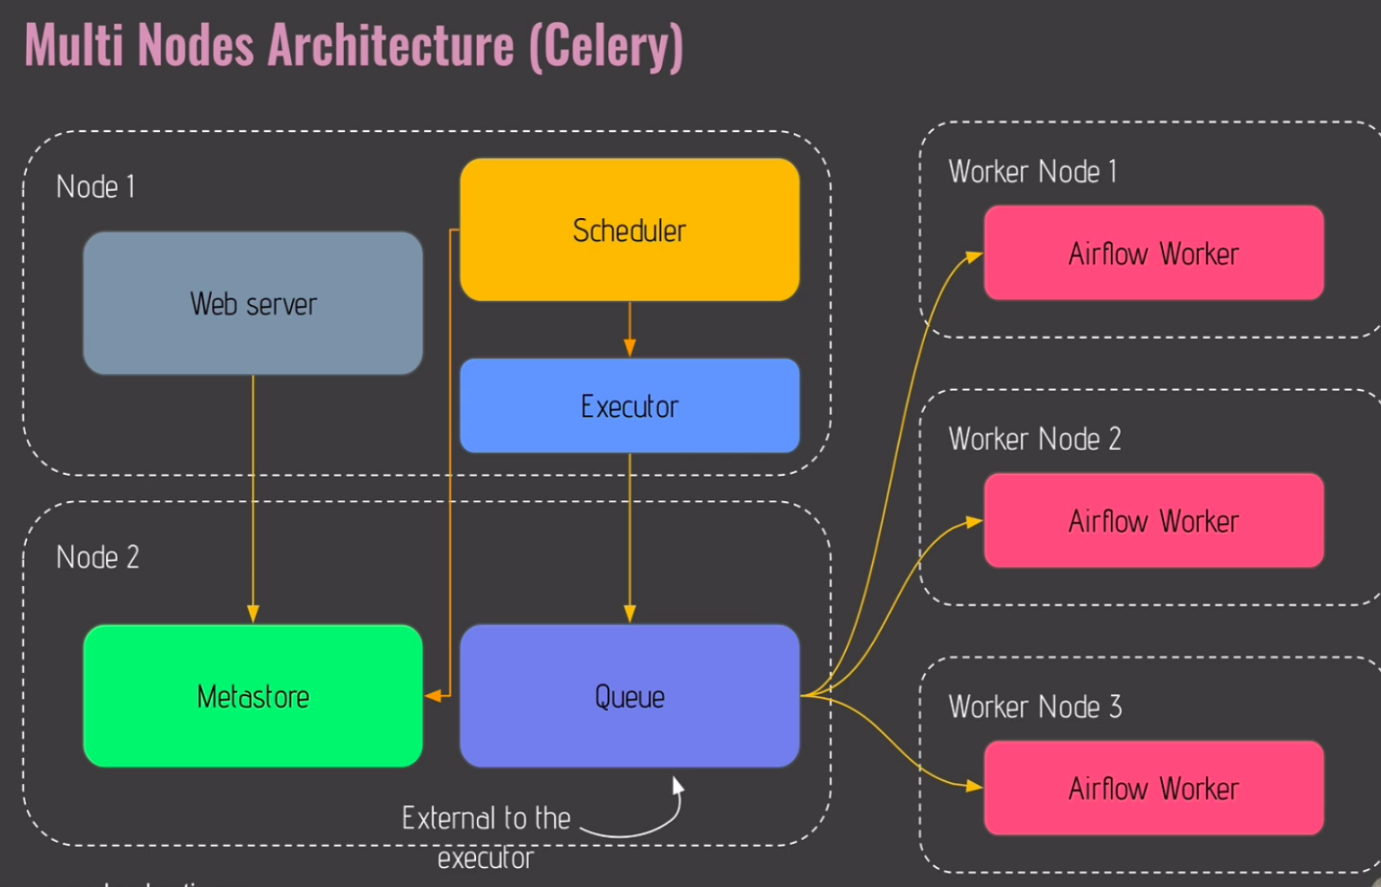 Multi Nodes Architecture (Celery)
Node 1
Web server
Scheduler
Executor
Node 2
Metastore
Queue
External to the
executor
Worker Node 1
Airflow Worker
Worker Node 2
Airflow Worker
Worker Node 3
Airflow Worker